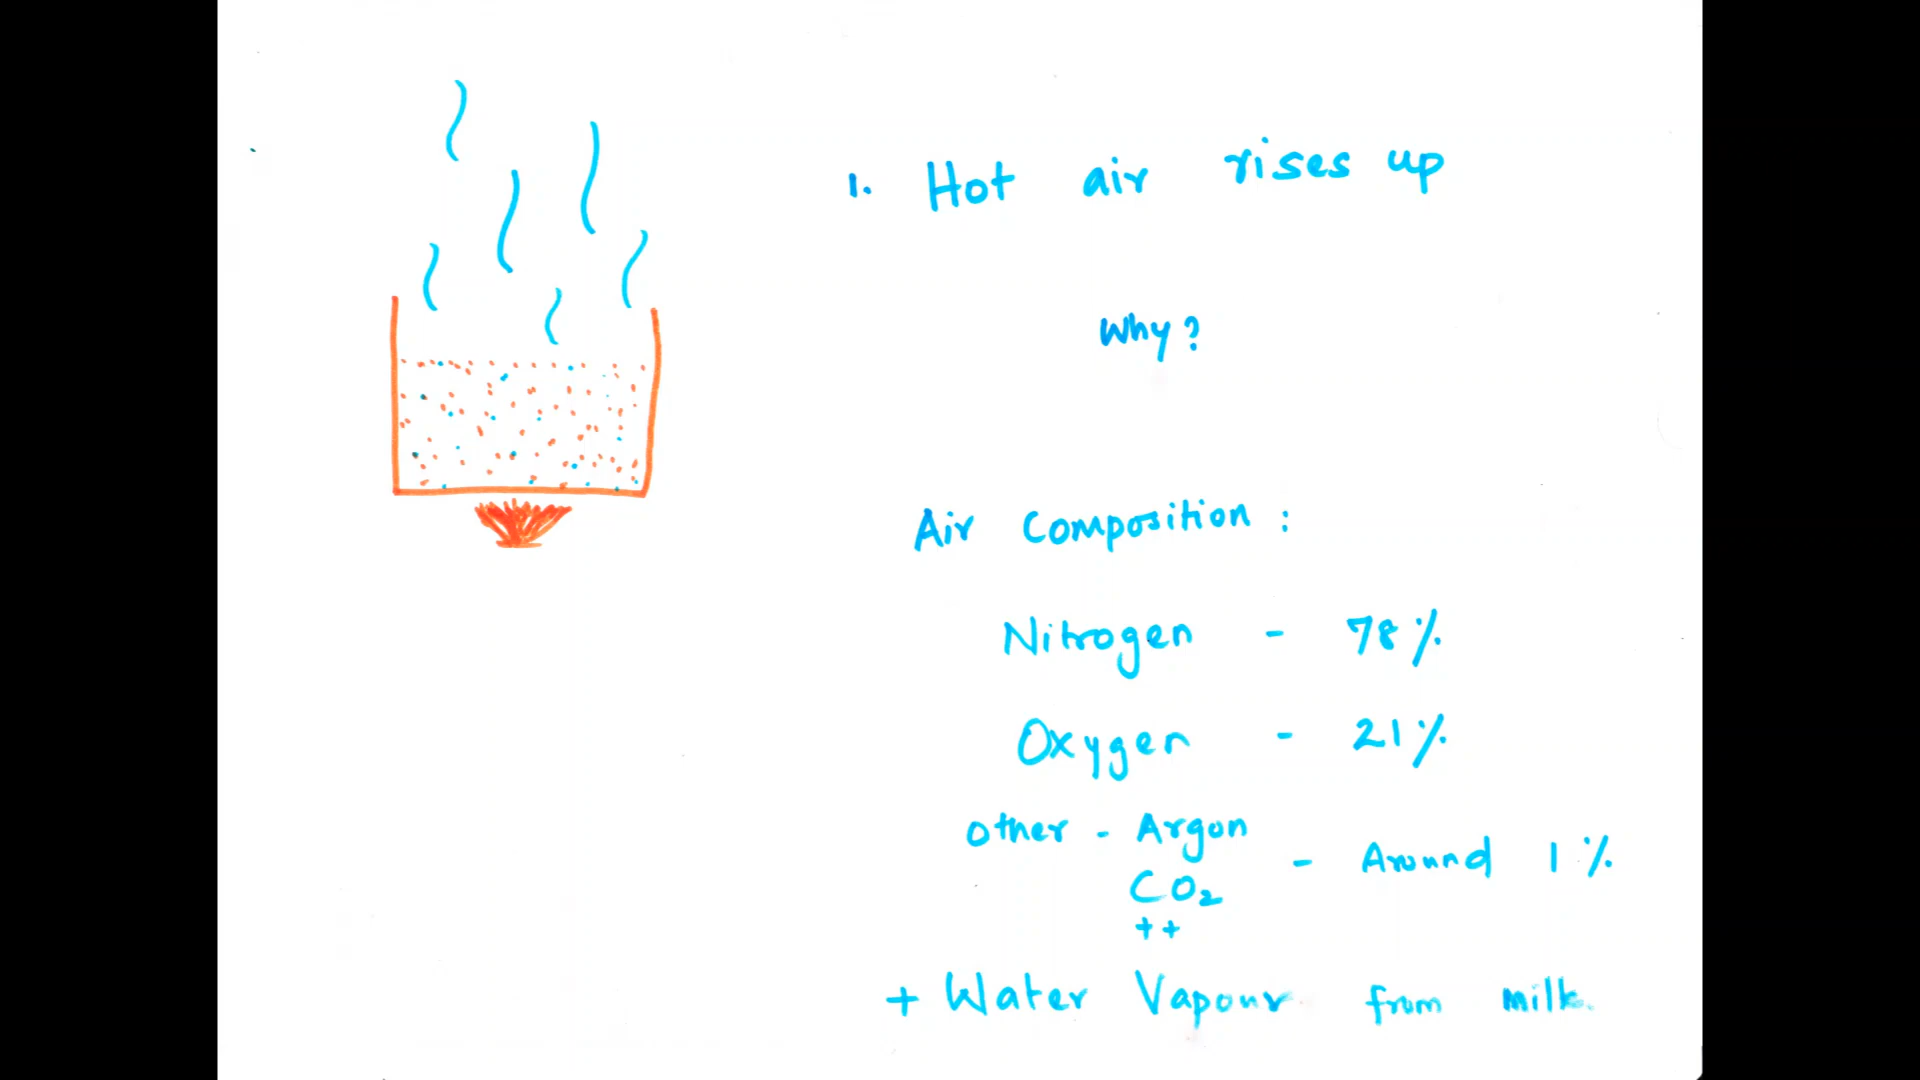 1. Hot air rises up
Why?
Air Composition :
Nitrogen - 78%
Oxygen - 21%
Other - Argon
CO₂ - Around 1%
++
+ Water Vapour from milk.